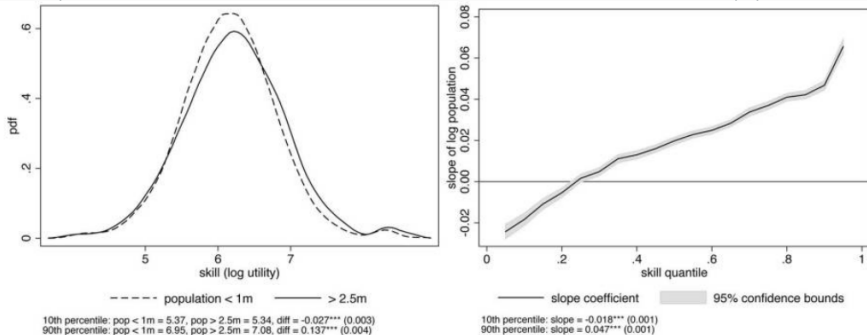 .6
.4
.2
0
pdf
5
6
7
skill (log utility)
population < 1m
> 2.5m
10th percentile: pop < 1m = 5.37, pop > 2.5m = 5.34, diff = -0.027*** (0.003)
90th percentile: pop < 1m = 6.95, pop > 2.5m = 7.08, diff = 0.137*** (0.004)
0.08
0.06
0.04
0.02
0.00
-0.02
slope of log population
0
.2
.4
.6
.8
1
skill quantile
slope coefficient
95% confidence bounds
10th percentile: slope = -0.018*** (0.001)
90th percentile: slope = 0.047*** (0.001)